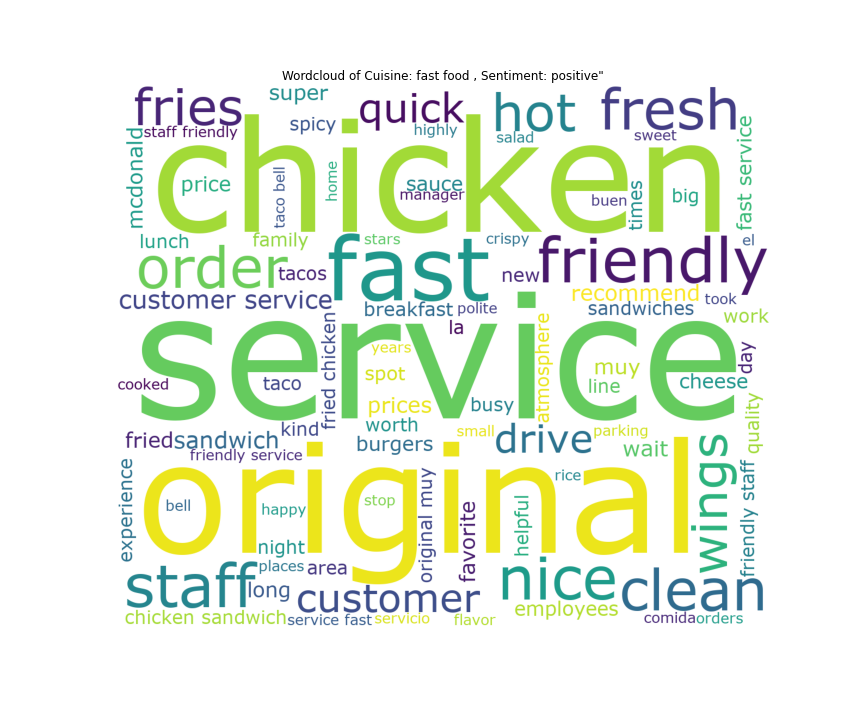 Wordcloud of Cuisine: fast food , Sentiment: positive"
fries
super
quick
hot
fresh
staff friendly
spicy
highly
salad
sweet
mcdonald
chicken
fast service
price
taco bell
home
sauce
manager
buen
times
big
lunch
family
stars
crispy
el
order
tacos
fast
new
friendly
customer service
breakfast
polite
recommend
sandwiches
took
work
la
service
fried chicken
years
atmosphere
day
cooked
taco
spot
muy
line
cheese
prices
busy
worth
kind
small
parking
quality
fried
sandwich
friendly service
burgers
drive
wait
wings
original
experience
bell
happy
stop
original muy
favorite
helpful
rice
friendly staff
night
places
area
staff
long
customer
nice
clean
employees
chicken sandwich
service fast
servicio
flavor
comida
orders